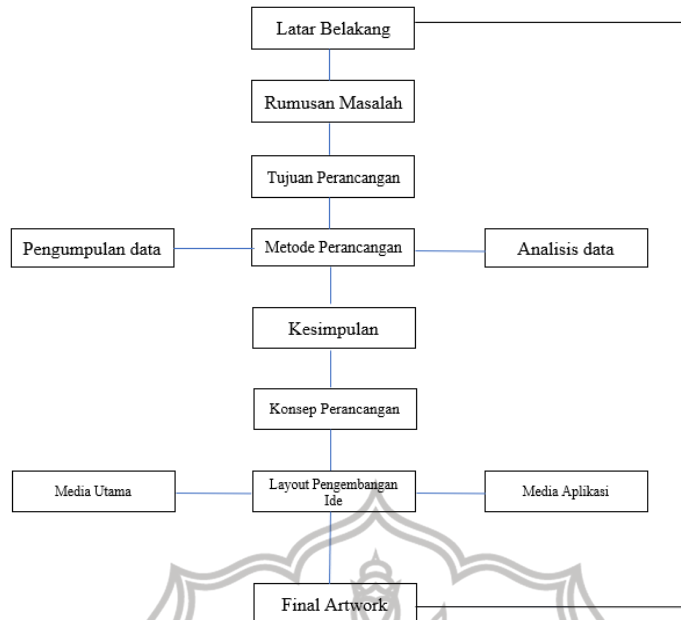 Latar Belakang
Rumusan Masalah
Tujuan Perancangan
Pengumpulan data
Metode Perancangan
Analisis data
Kesimpulan
Konsep Perancangan
Media Utama
Layout Pengembangan
Ide
Media Aplikasi
Final Artwork